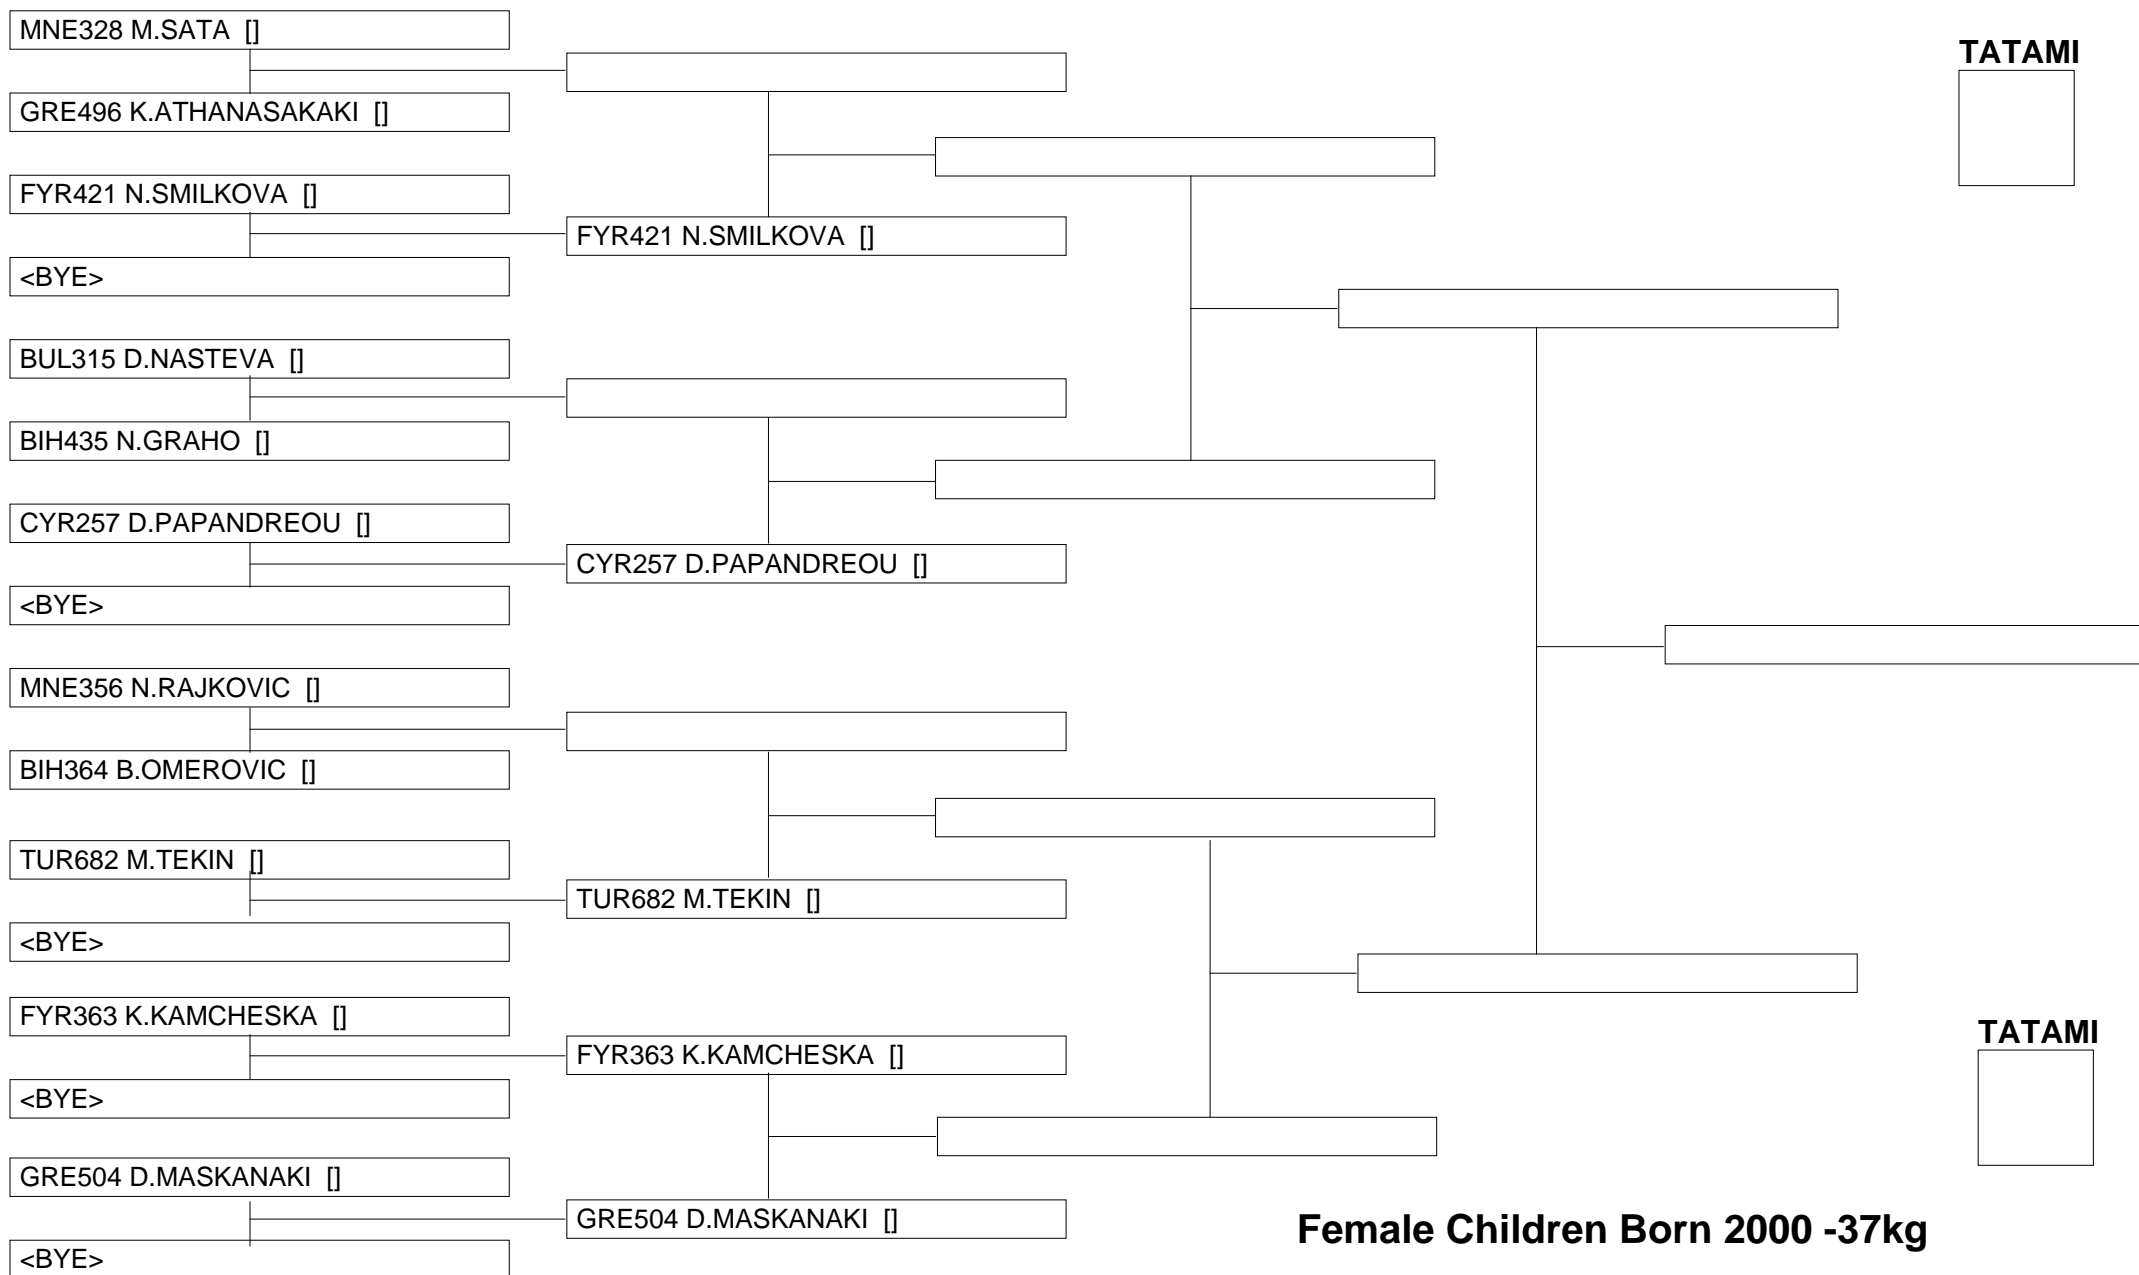 MNE328 M.SATA []
TATAMI
GRE496 K.ATHANASAKAKI []
FYR421 N.SMILKOVA []
FYR421 N.SMILKOVA []
<BYE>
BUL315 D.NASTEVA []
BIH435 N.GRAHO []
CYR257 D.PAPANDREOU []
CYR257 D.PAPANDREOU []
<BYE>
MNE356 N.RAJKOVIC []
BIH364 B.OMEROVIC []
TUR682 M.TEKIN []
TUR682 M.TEKIN []
<BYE>
FYR363 K.KAMCHESKA []
TATAMI
FYR363 K.KAMCHESKA []
<BYE>
GRE504 D.MASKANAKI []
GRE504 D.MASKANAKI []
Female Children Born 2000 -37kg
<BYE>